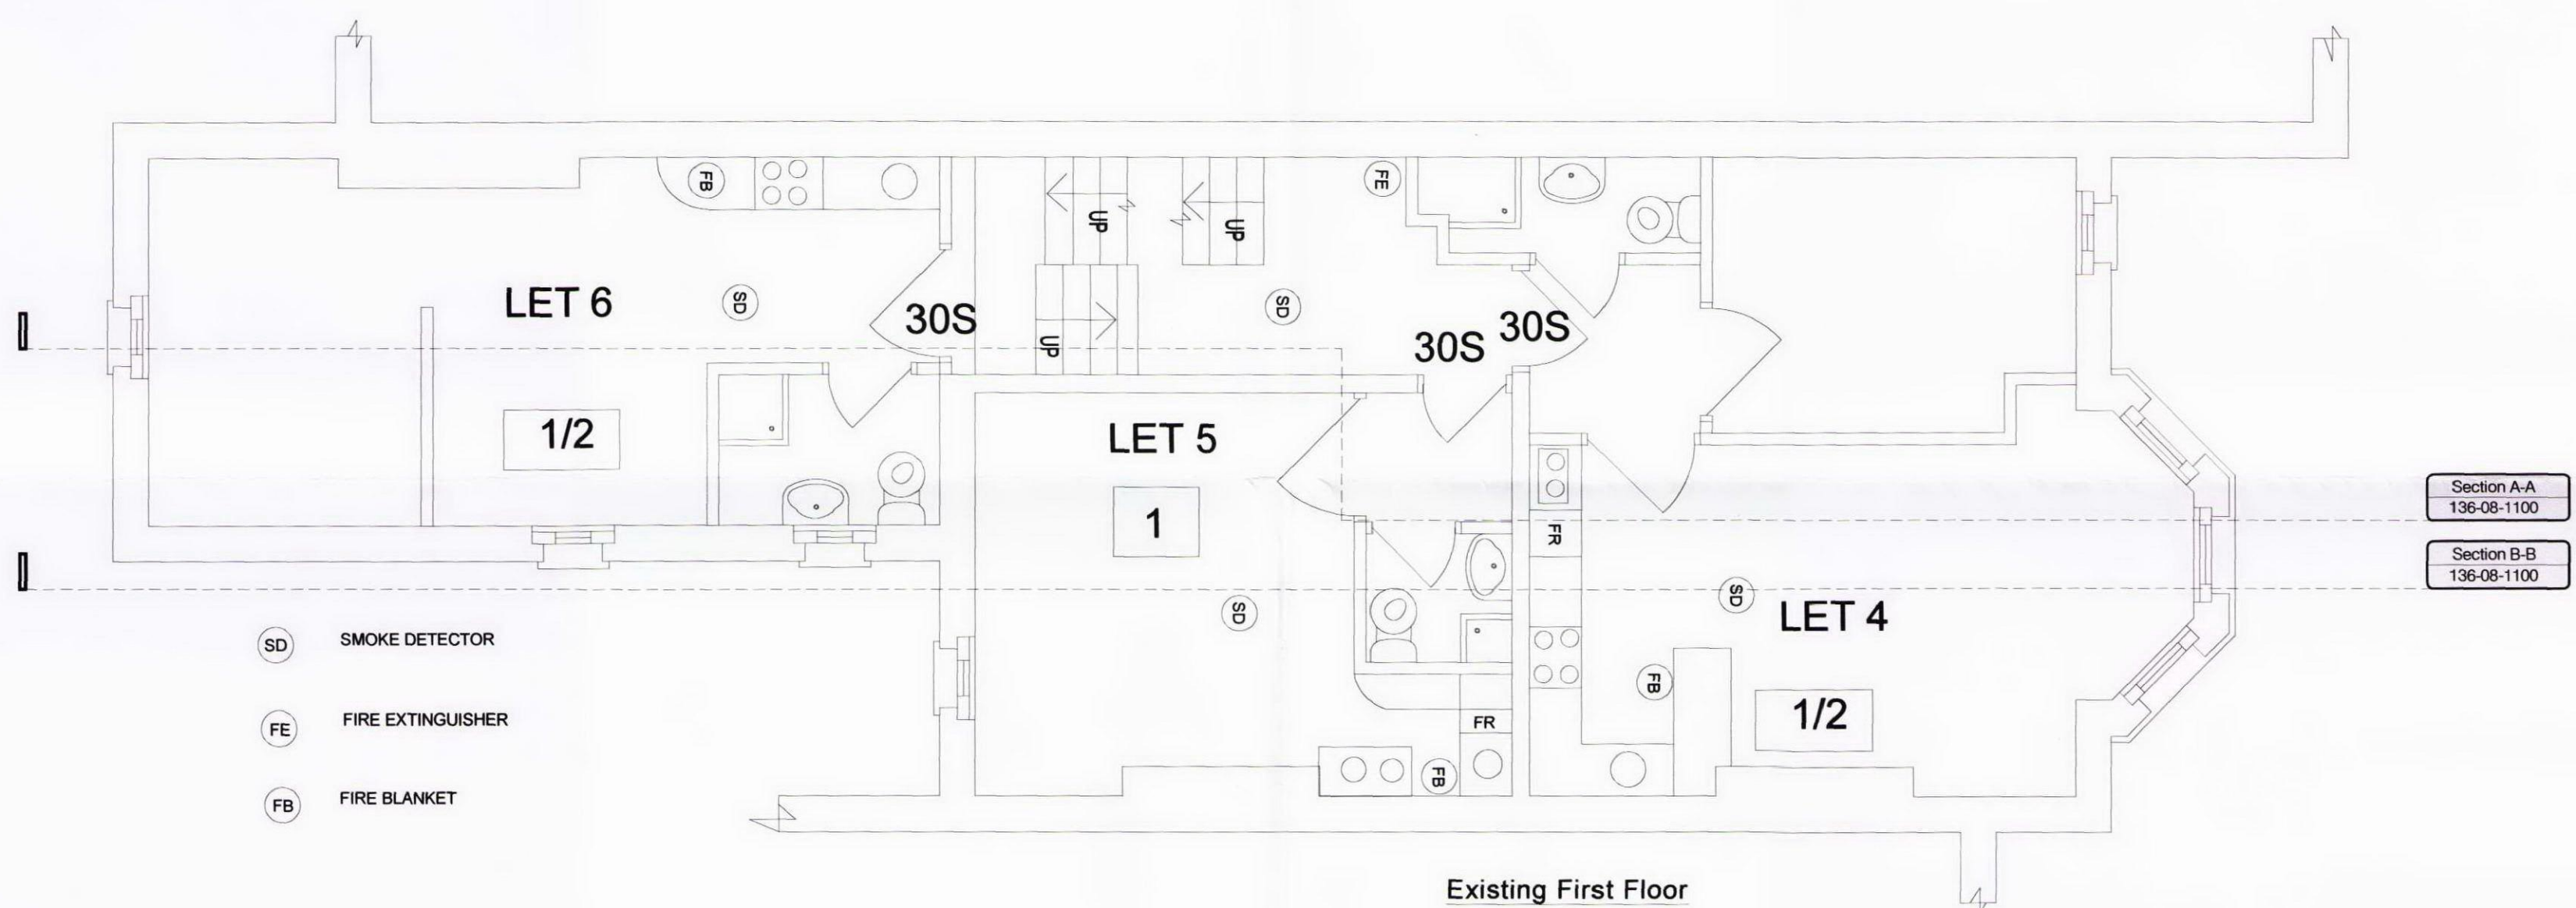 FB
FE
UP
UP
LET 6
SD
30S
UP
SD
30S
30S
1/2
LET 5
1
SD
FR
FB
FR
SD
LET 4
FB
1/2
Section A-A
136-08-1100
Section B-B
136-08-1100
SD SMOKE DETECTOR
FE FIRE EXTINGUISHER
FB FIRE BLANKET
Existing First Floor